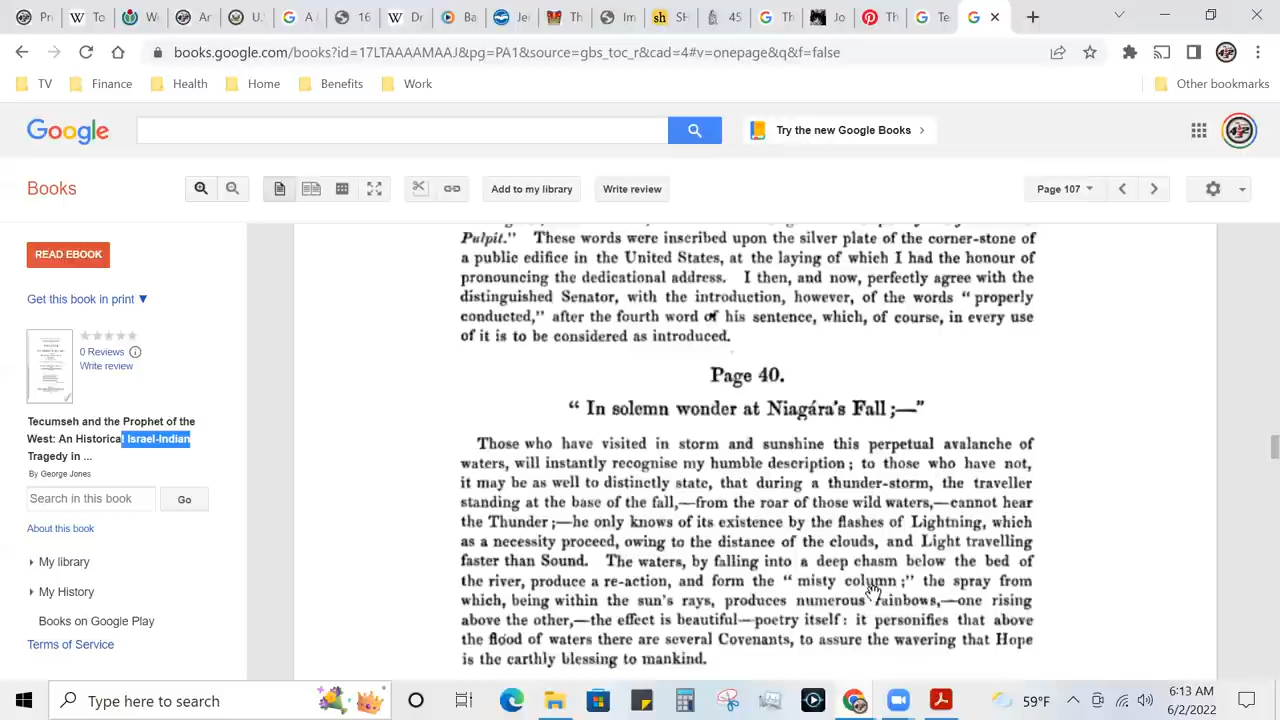 Pr
To
Im
Ar
U.
A
16
Dr
Ba
Je
Th
Im
SH
45
Th
Jo
Th
Te
books.google.com/books?id=17LTAAAAMAAJ&pg=PA1&source=gbs_toc_r&cad=4#v=onepage&q&f=false
TV Finance Health Home Benefits Work Other bookmarks
Google
Try the new Google Books
Books
Add to my library
Write review
Page 107
READ EBOOK
Get this book in print ▼
0 Reviews
Write review
Tecumseh and the Prophet of the
West: An Historical Israel-Indian
Tragedy in ...
By George Jones
Search in this book Go
About this book
My library
My History
Books on Google Play
Terms of Service
Pulpit." These words were inscribed upon the silver plate of the corner-stone of
a public edifice in the United States, at the laying of which I had the honour of
pronouncing the dedicational address. I then, and now, perfectly agree with the
distinguished Senator, with the introduction, however, of the words "properly
conducted," after the fourth word of his sentence, which, of course, in every use
of it is to be considered as introduced.
Page 40.
" In solemn wonder at Niagára's Fall ;—"
Those who have visited in storm and sunshine this perpetual avalanche of
waters, will instantly recognise my humble description ; to those who have not,
it may be as well to distinctly state, that during a thunder-storm, the traveller
standing at the base of the fall,—from the roar of those wild waters,—cannot hear
the Thunder ;—he only knows of its existence by the flashes of Lightning, which
as a necessity proceed, owing to the distance of the clouds, and Light travelling
faster than Sound. The waters, by falling into a deep chasm below the bed of
the river, produce a re-action, and form the " misty column ;" the spray from
which, being within the sun's rays, produces numerous rainbows,—one rising
above the other,—the effect is beautiful—poetry itself : it personifies that above
the flood of waters there are several Covenants, to assure the wavering that Hope
is the earthly blessing to mankind.
Type here to search
59°F
6:13 AM
6/2/2022